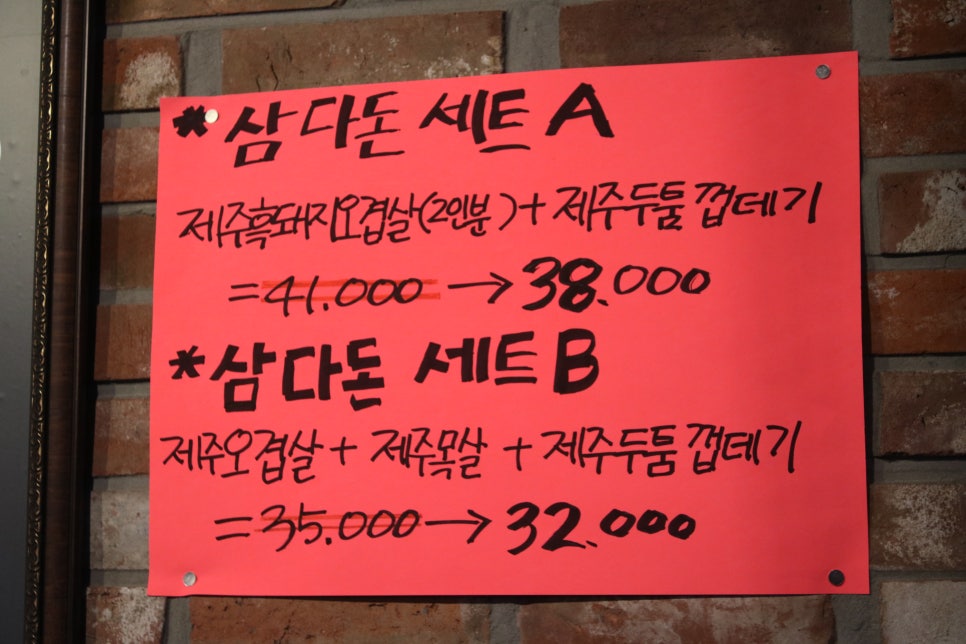 * 삼다돈 세트 A
제주흑돼지오겹살(2인분)+제주두툼껍데기
=41.000→38.000
*삼다돈 세트 B
제주오겹살+제주목살+제주두툼껍데기
=35.000→32.000